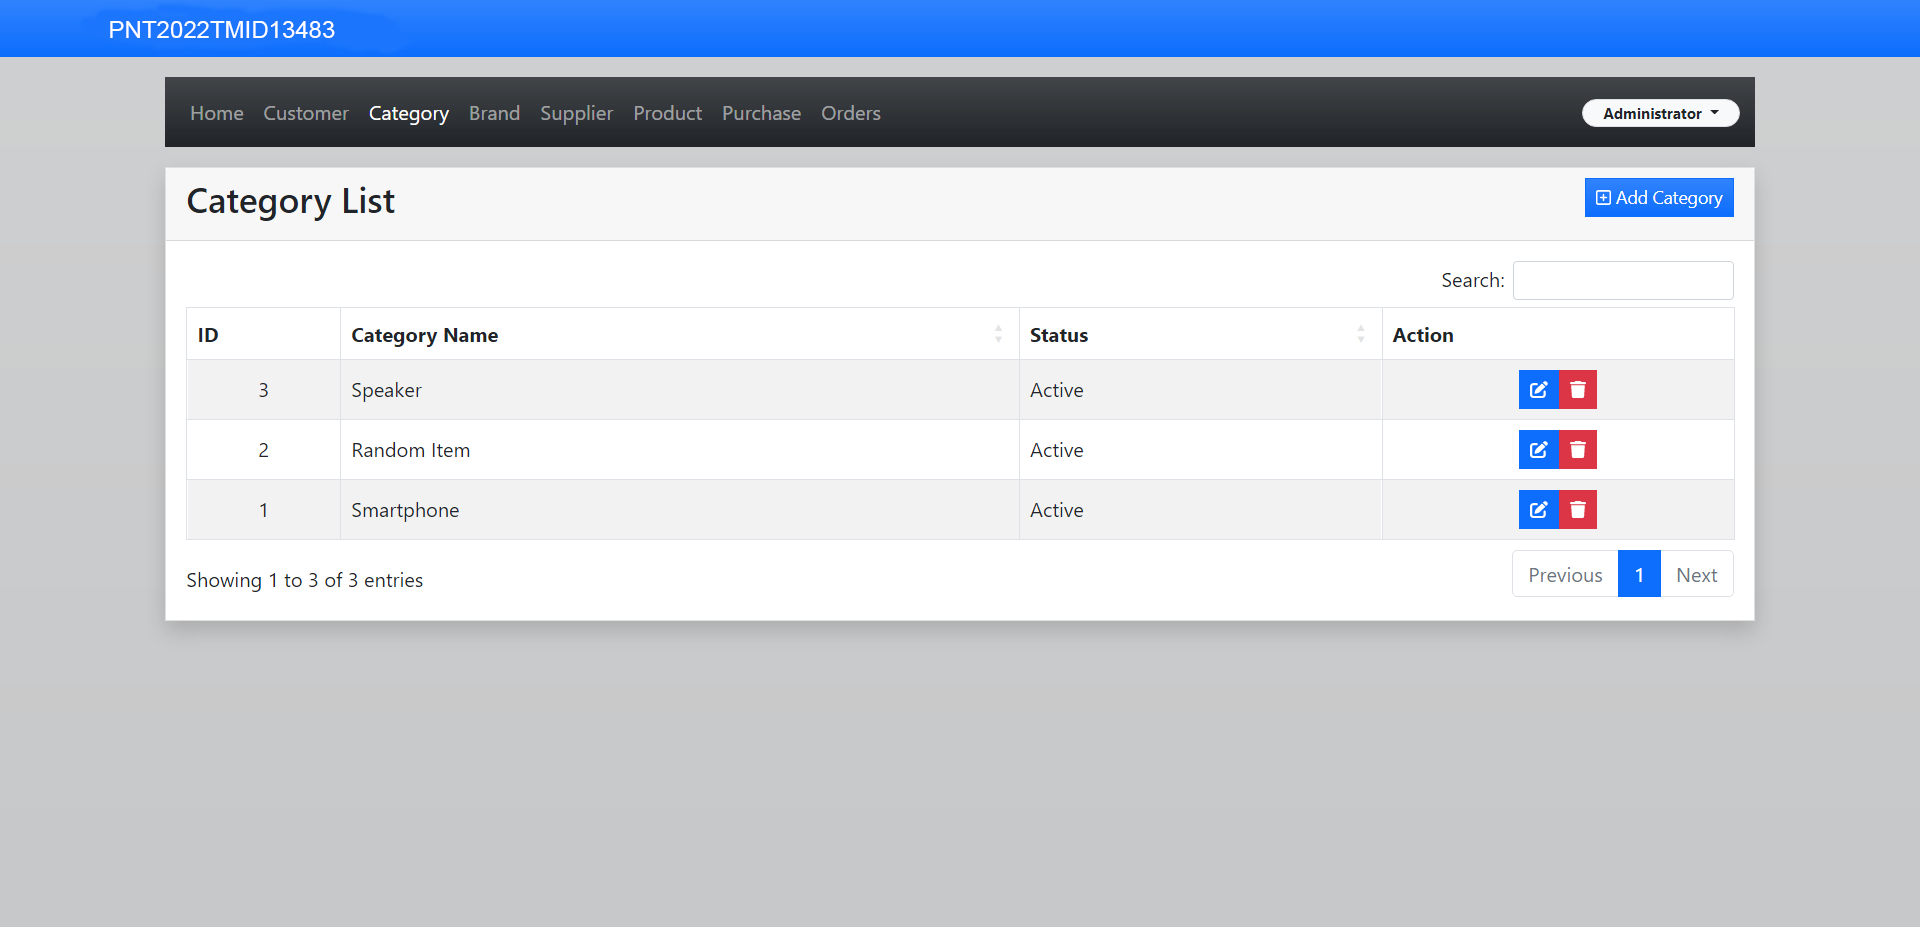 PNT2022TMID13483
Home Customer Category Brand Supplier Product Purchase Orders Administrator
Category List Add Category
Search:
ID Category Name Status Action
3 Speaker Active
2 Random Item Active
1 Smartphone Active
Showing 1 to 3 of 3 entries Previous 1 Next